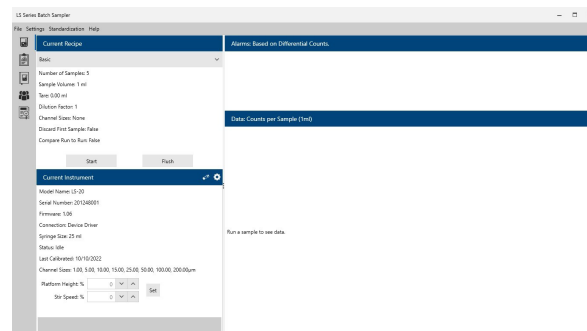 LS Series Batch Sampler
File Settings Standardization Help
Current Recipe
Basic
Number of Samples: 5
Sample Volume: 1 ml
Tare: 0.00 ml
Dilution Factor: 1
Channel Sizes: None
Discard First Sample: False
Compare Run to Run: False
Start Flush
Current Instrument
Model Name: LS-20
Serial Number: 201248001
Firmware: 1.06
Connection: Device Driver
Syringe Size: 25 ml
Status: Idle
Last Calibrated: 10/10/2022
Channel Sizes: 1.00, 5.00, 10.00, 15.00, 25.00, 50.00, 100.00, 200.00µm
Platform Height: % 0
Set
Stir Speed: % 0
Alarms: Based on Differential Counts.
Data: Counts per Sample (1ml)
Run a sample to see data.